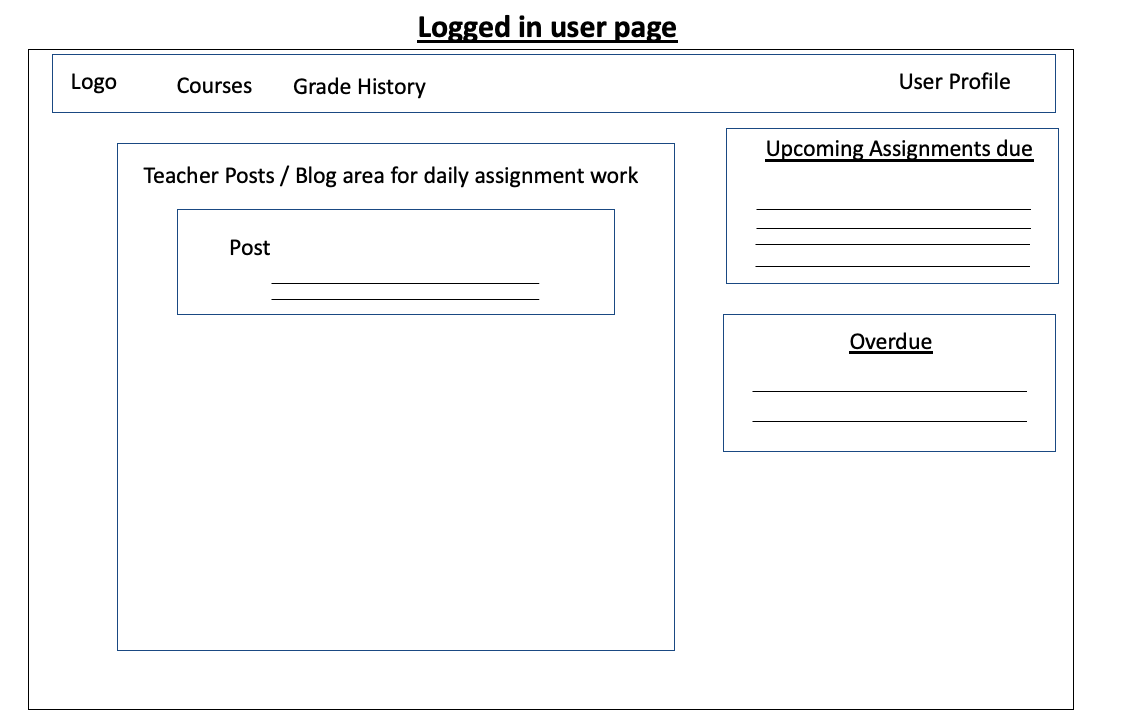 Logged in user page
Logo Courses Grade History User Profile
Teacher Posts / Blog area for daily assignment work
Post
Upcoming Assignments due
Overdue